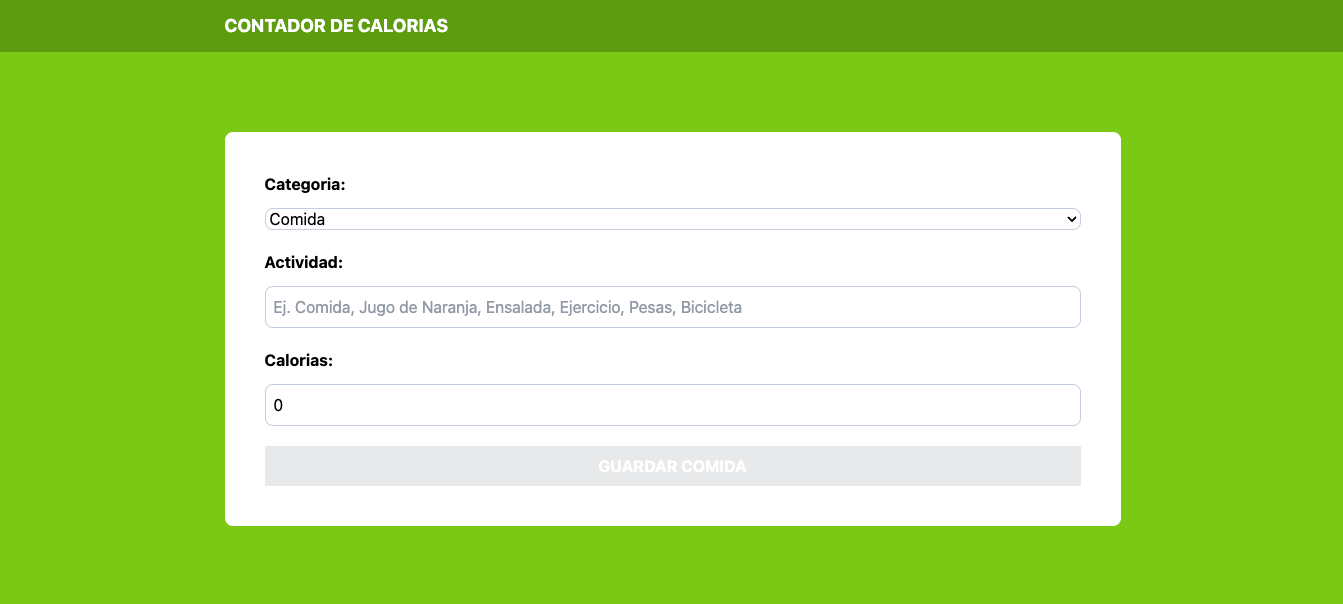 CONTADOR DE CALORIAS
Categoria:
Comida
Actividad:
Ej. Comida, Jugo de Naranja, Ensalada, Ejercicio, Pesas, Bicicleta
Calorias:
0
GUARDAR COMIDA